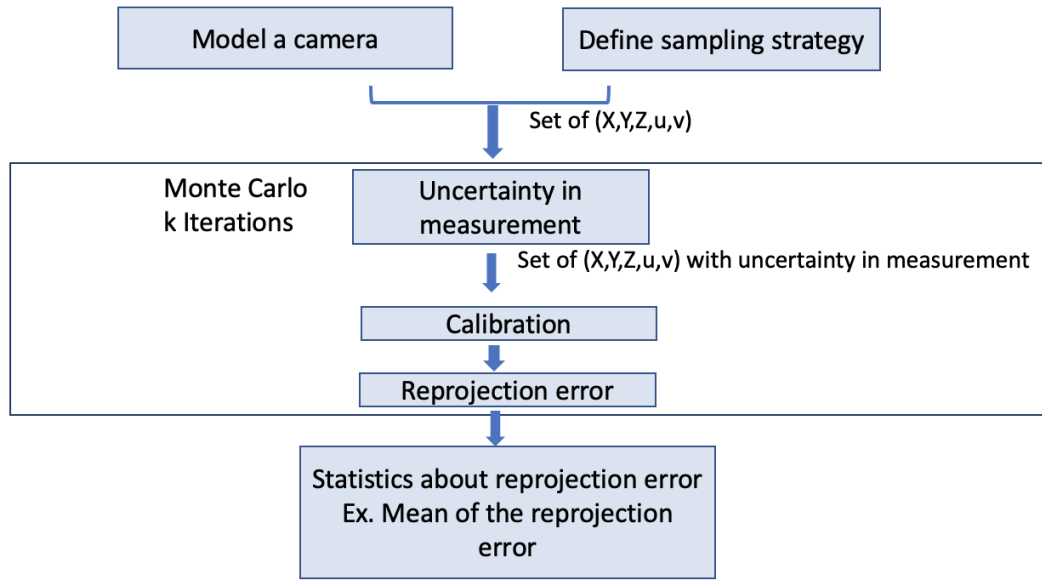 Model a camera
Define sampling strategy
Set of (X,Y,Z,u,v)
Monte Carlo
k Iterations
Uncertainty in
measurement
Set of (X,Y,Z,u,v) with uncertainty in measurement
Calibration
Reprojection error
Statistics about reprojection error
Ex. Mean of the reprojection
error